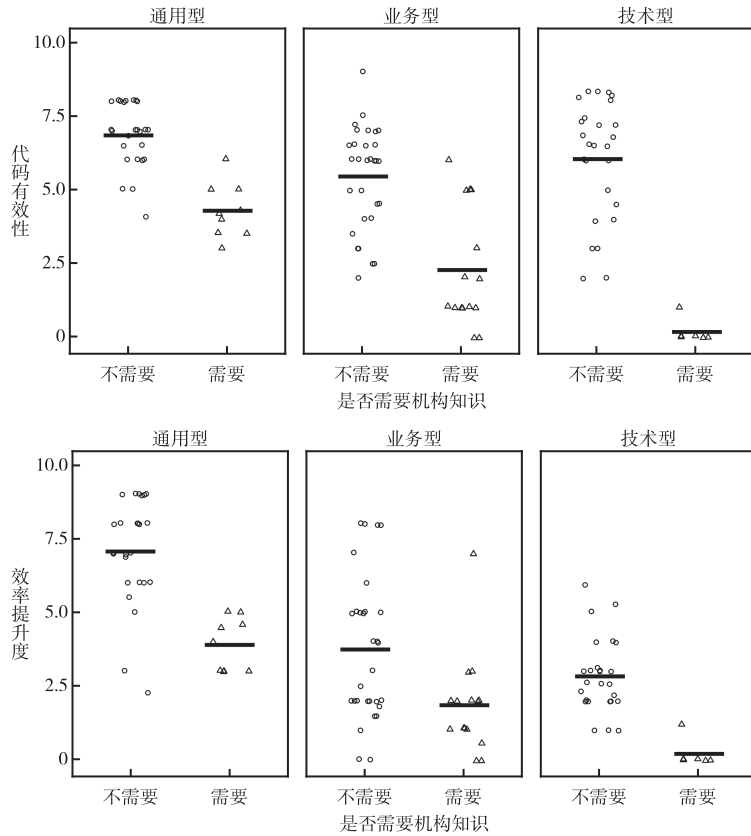 通用型 业务型 技术型
10.0
7.5
5.0
2.5
0
代码有效性
不需要 需要 不需要 需要 不需要 需要
是否需要机构知识
通用型 业务型 技术型
10.0
7.5
5.0
2.5
0
效率提升度
不需要 需要 不需要 需要 不需要 需要
是否需要机构知识